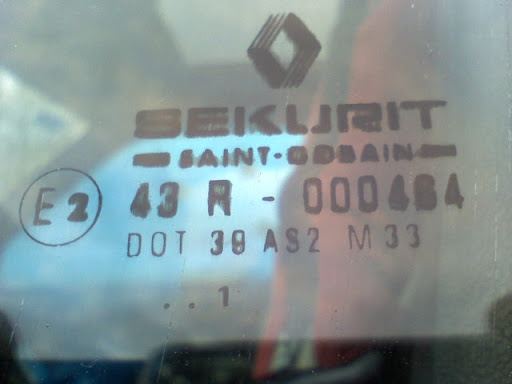 SEKURIT
SAINT-GOBAIN
E2 43 R - 000464
DOT 38 AS2 M33
..1